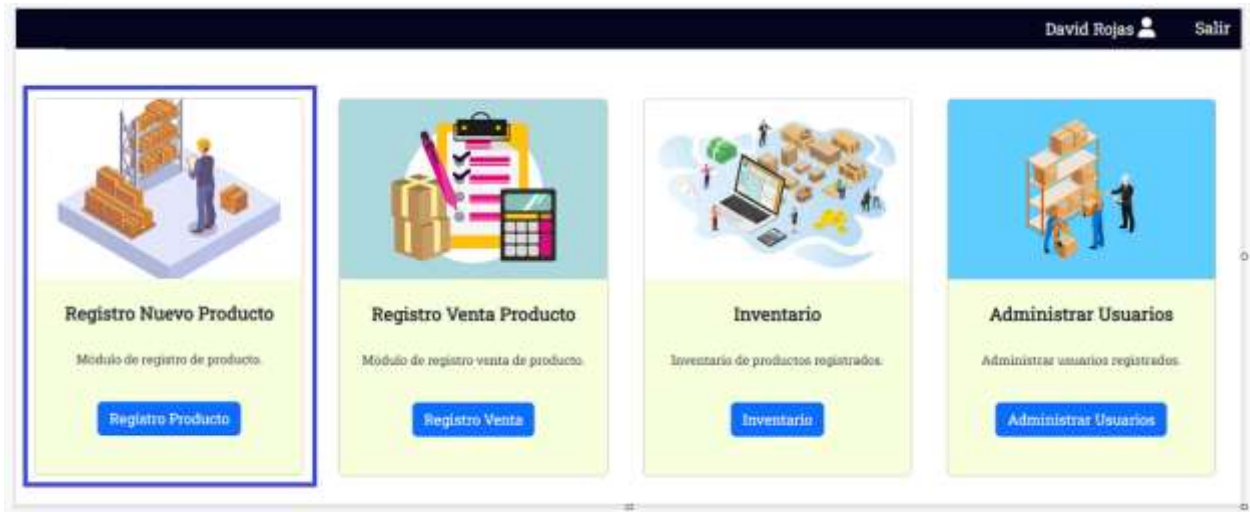 David Rojas
Salir
Registro Nuevo Producto
Modulo de registro de producto.
Registro Producto
Registro Venta Producto
Modulo de registro venta de producto.
Registro Venta
Inventario
Inventario de productos registrados.
Inventario
Administrar Usuarios
Administrar usuarios registrados.
Administrar Usuarios